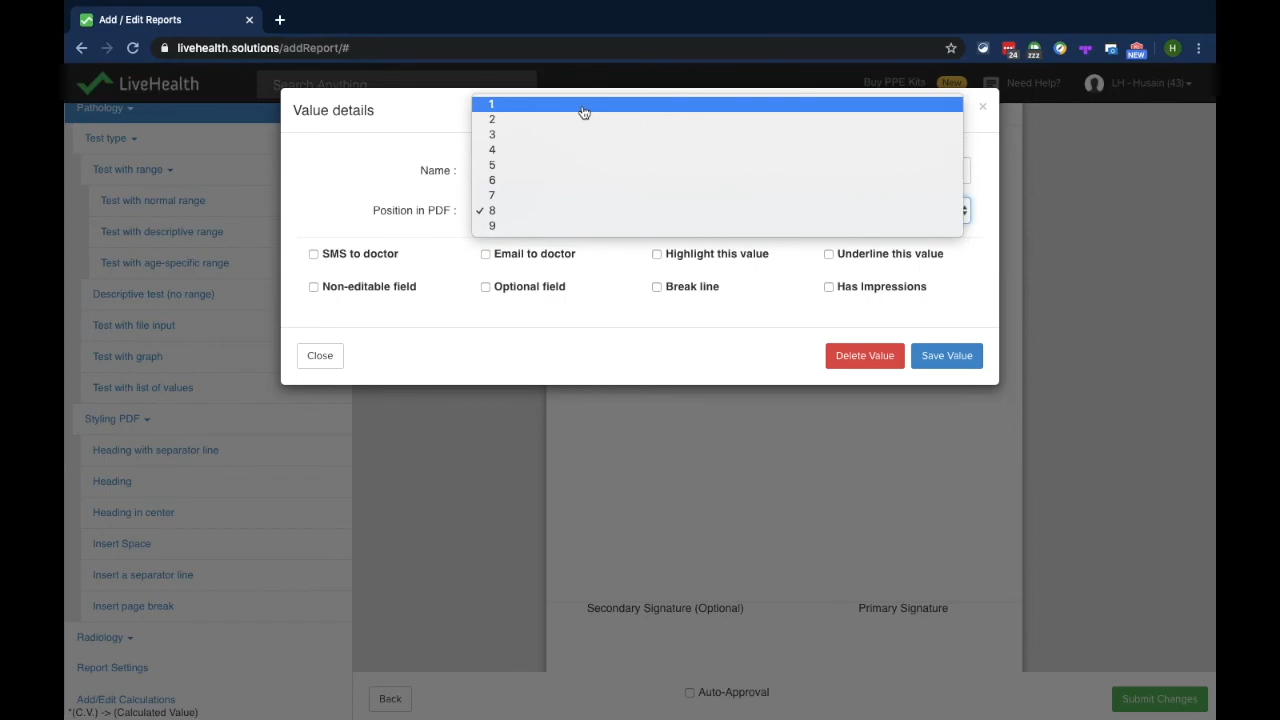 Add / Edit Reports
livehealth.solutions/addReport/#
24
zzz
NEW
H
LiveHealth
Search Anything
Buy PPE Kits New
Need Help?
LH - Husain (43)
Pathology
Test type
Test with range
Test with normal range
Test with descriptive range
Test with age-specific range
Descriptive test (no range)
Test with file input
Test with graph
Test with list of values
Styling PDF
Heading with separator line
Heading
Heading in center
Insert Space
Insert a separator line
Insert page break
Radiology
Report Settings
Add/Edit Calculations
*(C.V.) -> (Calculated Value)
Value details
×
Name :
Position in PDF :
1
2
3
4
5
6
7
✓ 8
9
SMS to doctor
Email to doctor
Highlight this value
Underline this value
Non-editable field
Optional field
Break line
Has Impressions
Close
Delete Value
Save Value
Secondary Signature (Optional)
Primary Signature
Back
Auto-Approval
Submit Changes